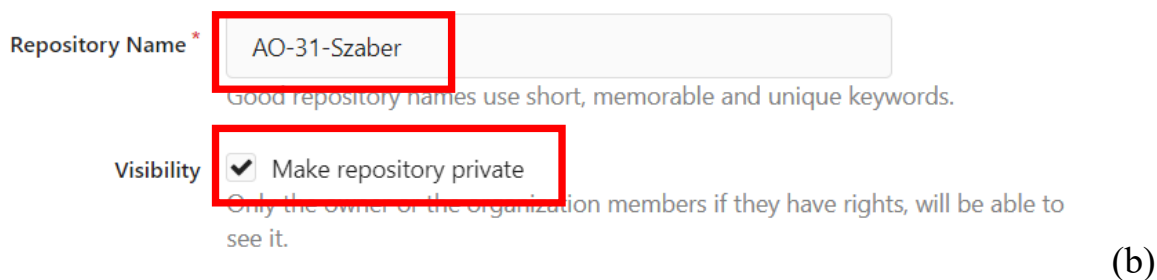 Repository Name *
AO-31-Szaber
Good repository names use short, memorable and unique keywords.
Visibility
Make repository private
Only the owner or the organization members if they have rights, will be able to
see it.
(b)